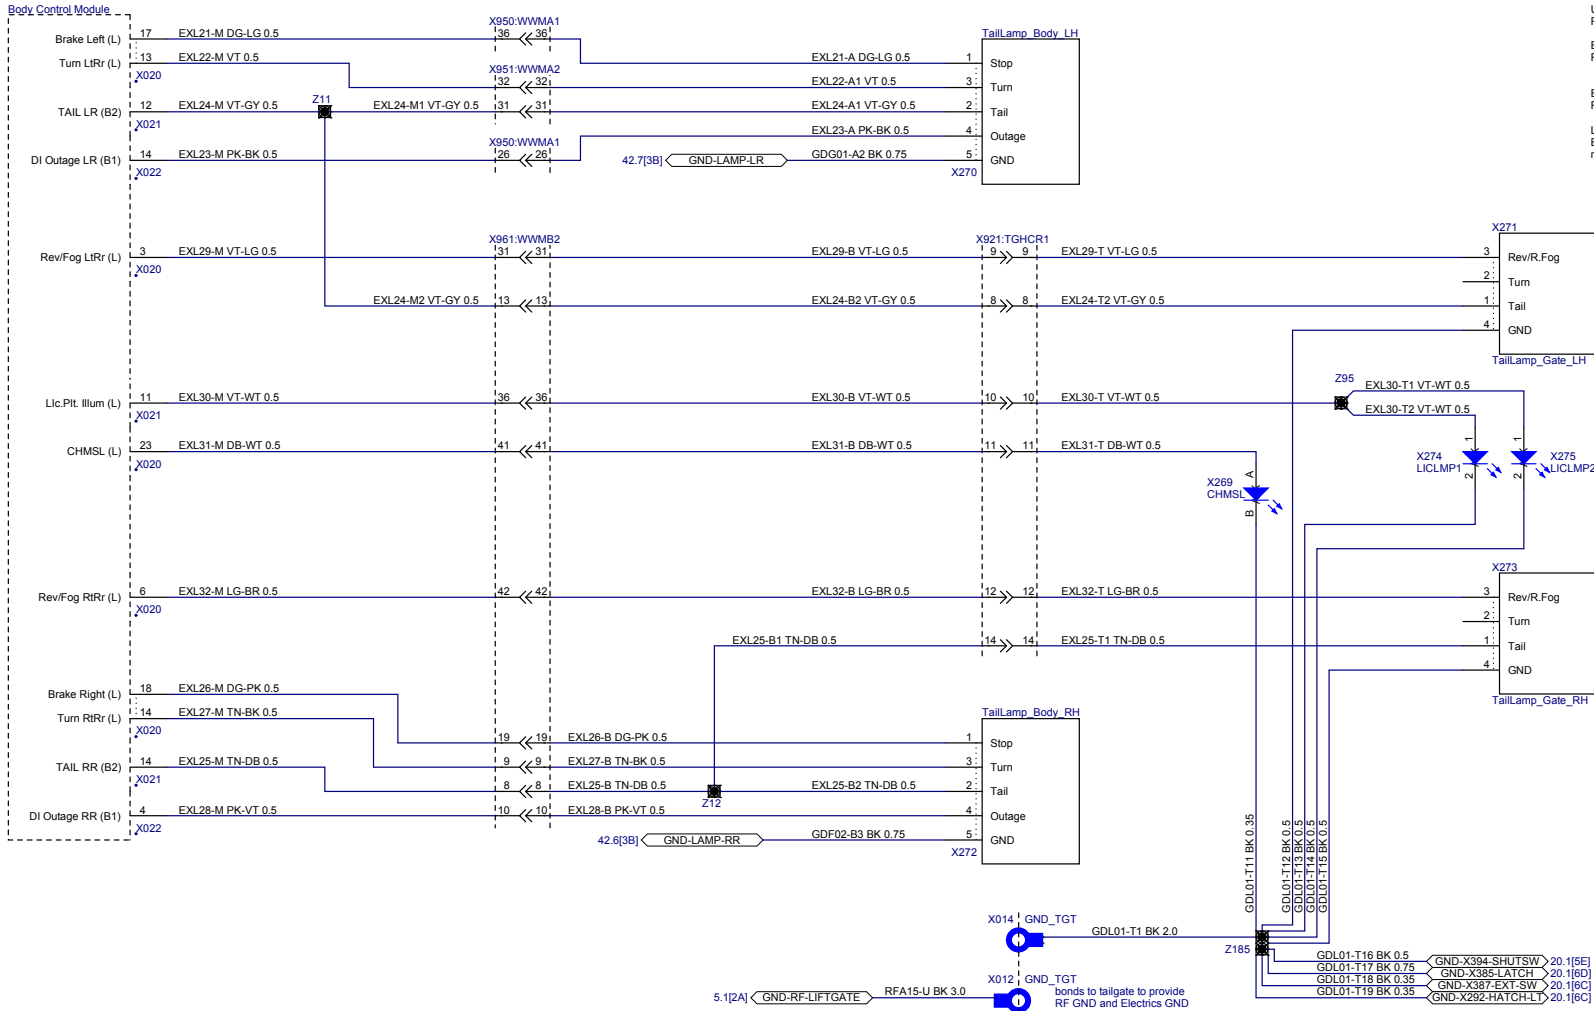 Body Control Module
Brake Left (L) 17 EXL21-M DG-LG 0.5
X950:WWMA1
36 36
EXL21-A DG-LG 0.5
TailLamp_Body_LH
1 Stop
Turn LtRr (L) 13 EXL22-M VT 0.5
X020
X951:WWMA2
32 32
EXL22-A1 VT 0.5
3 Turn
TAIL LR (B2) 12 EXL24-M VT-GY 0.5
X021
Z11
EXL24-M1 VT-GY 0.5
31 31
EXL24-A1 VT-GY 0.5
2 Tail
X950:WWMA1
EXL23-A PK-BK 0.5
4 Outage
DI Outage LR (B1) 14 EXL23-M PK-BK 0.5
X022
26 26
42.7[3B] GND-LAMP-LR GDG01-A2 BK 0.75
5 GND
X270
X961:WWMB2
X921:TGHCR1
X271
Rev/Fog LtRr (L) 3 EXL29-M VT-LG 0.5
X020
31 31
EXL29-B VT-LG 0.5
9 9
EXL29-T VT-LG 0.5
3 Rev/R.Fog
2 Turn
EXL24-M2 VT-GY 0.5
13 13
EXL24-B2 VT-GY 0.5
8 8
EXL24-T2 VT-GY 0.5
1 Tail
4 GND
TailLamp_Gate_LH
Z95
EXL30-T1 VT-WT 0.5
Lic.Plt. Illum (L) 11 EXL30-M VT-WT 0.5
X021
36 36
EXL30-B VT-WT 0.5
10 10
EXL30-T VT-WT 0.5
EXL30-T2 VT-WT 0.5
CHMSL (L) 23 EXL31-M DB-WT 0.5
X020
41 41
EXL31-B DB-WT 0.5
11 11
EXL31-T DB-WT 0.5
1
1
X274
LICLMP1
2
X275
LICLMP2
2
A
X269
CHMSL
B
X273
Rev/Fog RtRr (L) 6 EXL32-M LG-BR 0.5
X020
42 42
EXL32-B LG-BR 0.5
12 12
EXL32-T LG-BR 0.5
3 Rev/R.Fog
2 Turn
EXL25-B1 TN-DB 0.5
14 14
EXL25-T1 TN-DB 0.5
1 Tail
4 GND
TailLamp_Gate_RH
Brake Right (L) 18 EXL26-M DG-PK 0.5
Turn RtRr (L) 14 EXL27-M TN-BK 0.5
X020
TailLamp_Body_RH
19 19
EXL26-B DG-PK 0.5
1 Stop
TAIL RR (B2) 14 EXL25-M TN-DB 0.5
X021
9 9
EXL27-B TN-BK 0.5
3 Turn
8 8
EXL25-B TN-DB 0.5
Z12
EXL25-B2 TN-DB 0.5
2 Tail
DI Outage RR (B1) 4 EXL28-M PK-VT 0.5
X022
10 10
EXL28-B PK-VT 0.5
4 Outage
42.6[3B] GND-LAMP-RR GDF02-B3 BK 0.75
5 GND
X272
GDL01-T11 BK 0.35
GDL01-T12 BK 0.5
GDL01-T13 BK 0.5
GDL01-T14 BK 0.5
GDL01-T15 BK 0.5
X014 GND_TGT
GDL01-T1 BK 2.0
Z185
GDL01-T16 BK 0.5 GND-X394-SHUTSW 20.1[5E]
GDL01-T17 BK 0.75 GND-X385-LATCH 20.1[6D]
GDL01-T18 BK 0.35 GND-X387-EXT-SW 20.1[6C]
GDL01-T19 BK 0.35 GND-X292-HATCH-LT 20.1[6C]
X012 GND_TGT
5.1[2A] GND-RF-LIFTGATE RFA15-U BK 3.0
bonds to tailgate to provide
RF GND and Electrics GND